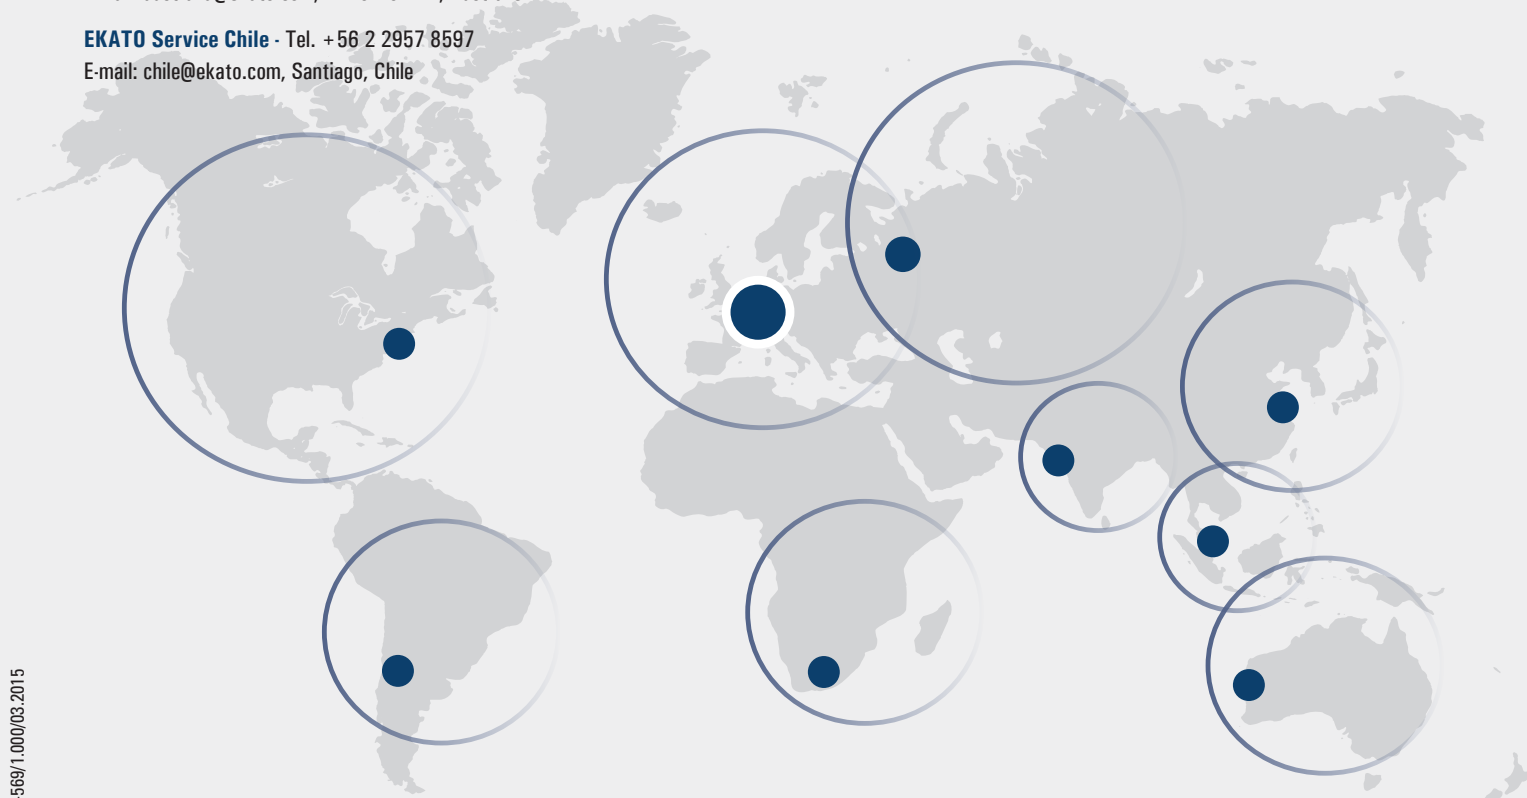 EKATO Service Chile · Tel. +56 2 2957 8597
E-mail: chile@ekato.com, Santiago, Chile
569/1.000/03.2015